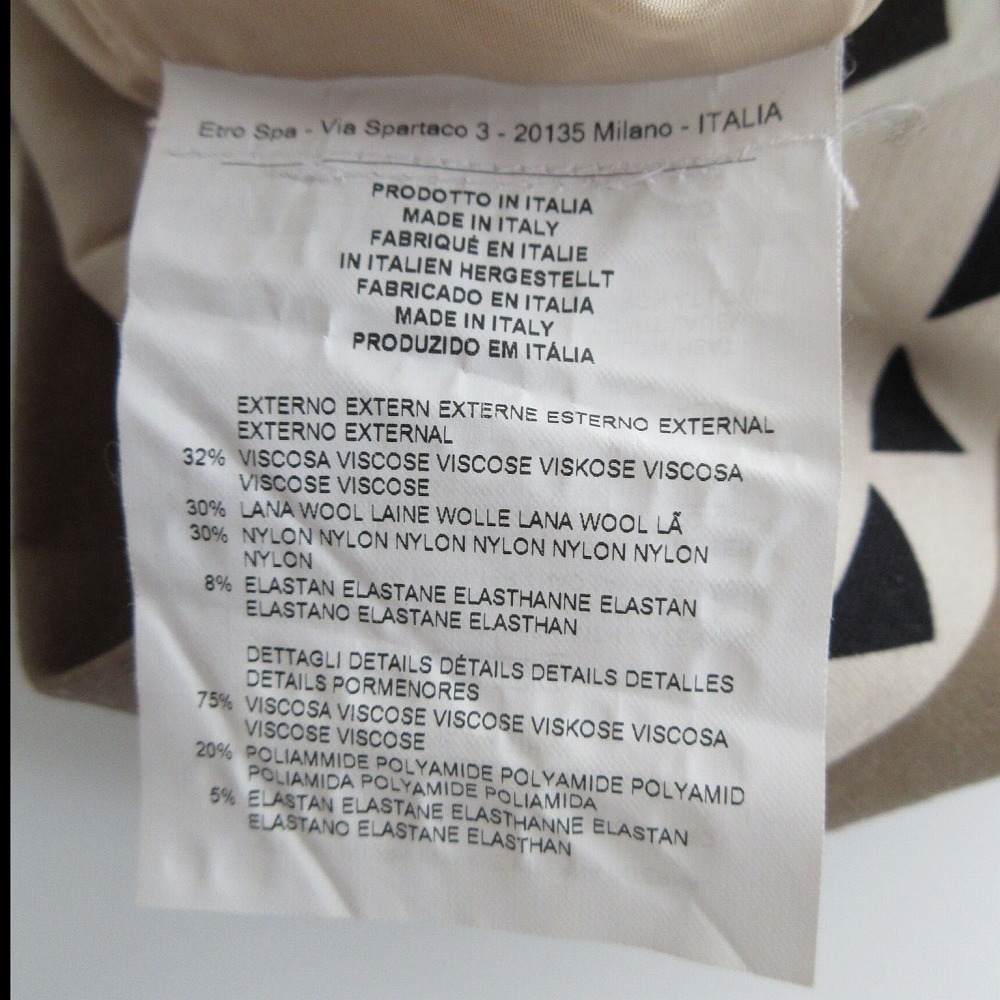 Etro Spa - Via Spartaco 3 - 20135 Milano - ITALIA
PRODOTTO IN ITALIA
MADE IN ITALY
FABRIQUÉ EN ITALIE
IN ITALIEN HERGESTELLT
FABRICADO EN ITALIA
MADE IN ITALY
PRODUZIDO EM ITÁLIA
EXTERNO EXTERN EXTERNE ESTERNO EXTERNAL
EXTERNO EXTERNAL
32% VISCOSA VISCOSE VISCOSE VISKOSE VISCOSA
VISCOSE VISCOSE
30% LANA WOOL LAINE WOLLE LANA WOOL LÃ
30% NYLON NYLON NYLON NYLON NYLON NYLON
NYLON
8% ELASTAN ELASTANE ELASTHANNE ELASTAN
ELASTANO ELASTANE ELASTHAN
DETTAGLI DETAILS DÉTAILS DETAILS DETALLES
DETAILS PORMENORES
75% VISCOSA VISCOSE VISCOSE VISKOSE VISCOSA
VISCOSE VISCOSE
20% POLIAMMIDE POLYAMIDE POLYAMIDE POLYAMID
POLIAMIDA POLYAMIDE POLIAMIDA
5% ELASTAN ELASTANE ELASTHANNE ELASTAN
ELASTANO ELASTANE ELASTHAN